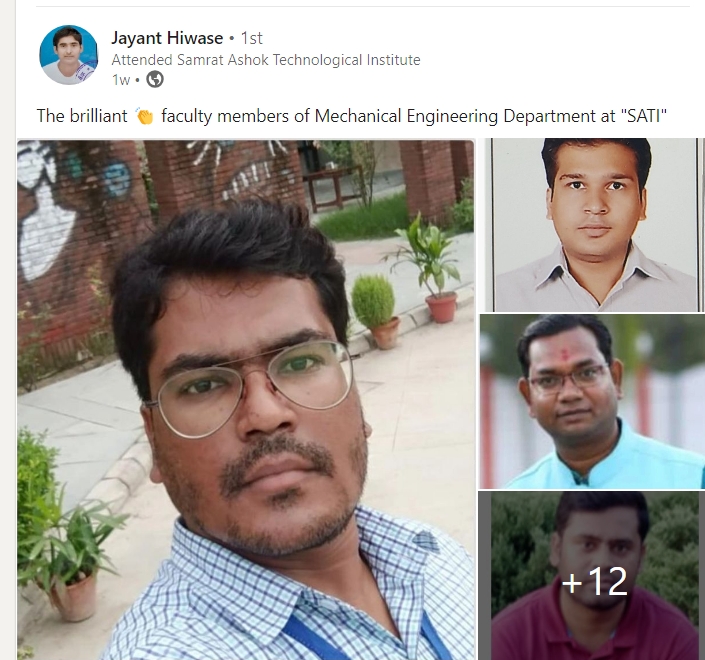 Jayant Hiwase • 1st
Attended Samrat Ashok Technological Institute
1w •
The brilliant 👏 faculty members of Mechanical Engineering Department at "SATI"
+12